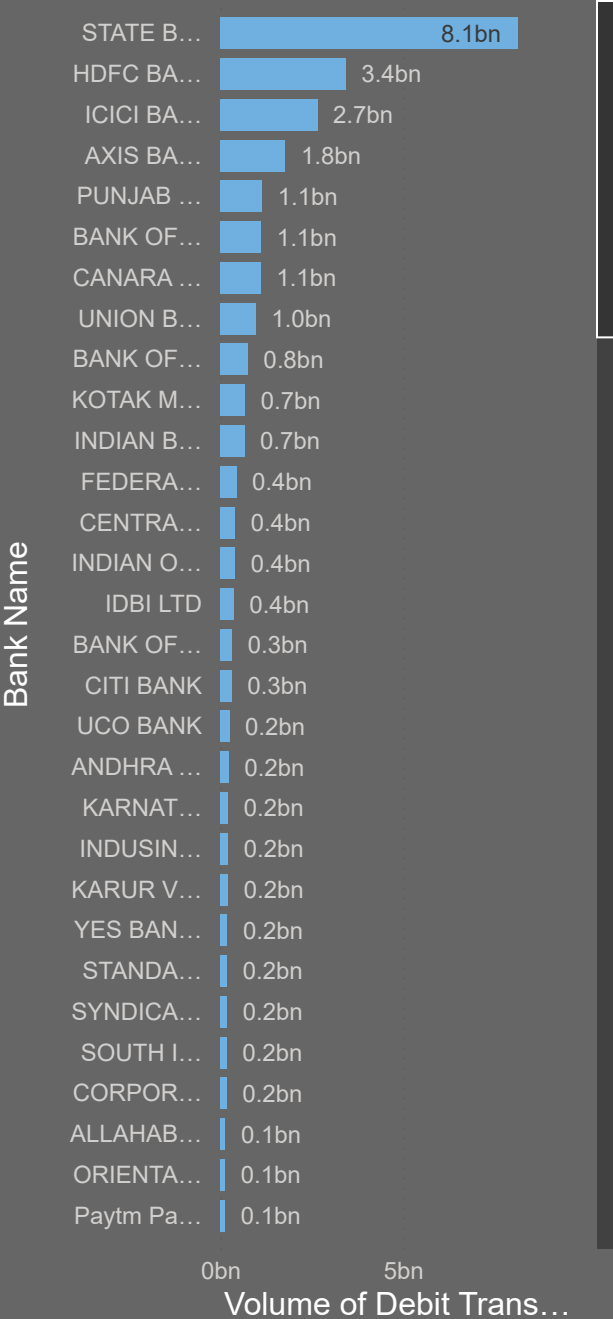 STATE B… 8.1bn
HDFC BA… 3.4bn
ICICI BA… 2.7bn
AXIS BA… 1.8bn
PUNJAB … 1.1bn
BANK OF… 1.1bn
CANARA … 1.1bn
UNION B… 1.0bn
BANK OF… 0.8bn
KOTAK M… 0.7bn
INDIAN B… 0.7bn
FEDERA… 0.4bn
CENTRA… 0.4bn
INDIAN O… 0.4bn
IDBI LTD 0.4bn
BANK OF… 0.3bn
CITI BANK 0.3bn
UCO BANK 0.2bn
ANDHRA … 0.2bn
KARNAT… 0.2bn
INDUSIN… 0.2bn
KARUR V… 0.2bn
YES BAN… 0.2bn
STANDA… 0.2bn
SYNDICA… 0.2bn
SOUTH I… 0.2bn
CORPOR… 0.2bn
ALLAHAB… 0.1bn
ORIENTA… 0.1bn
Paytm Pa… 0.1bn
Bank Name
0bn 5bn
Volume of Debit Trans…